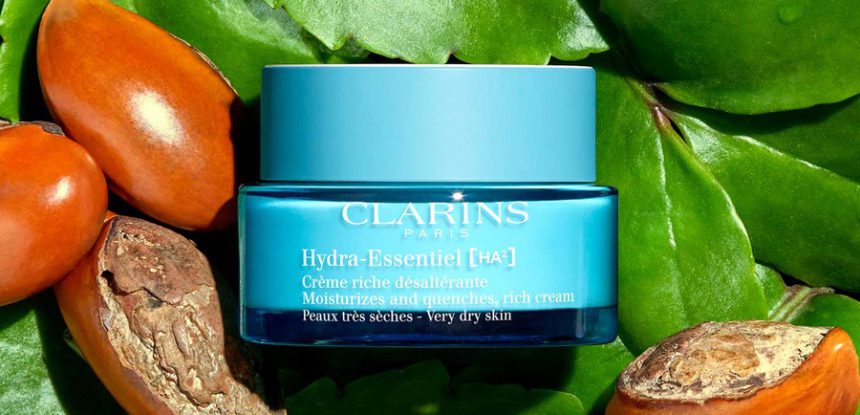 CLARINS
PARIS
Hydra-Essentiel [HA²]
Crème riche désaltérante
Moisturizes and quenches, rich cream
Peaux très sèches - Very dry skin